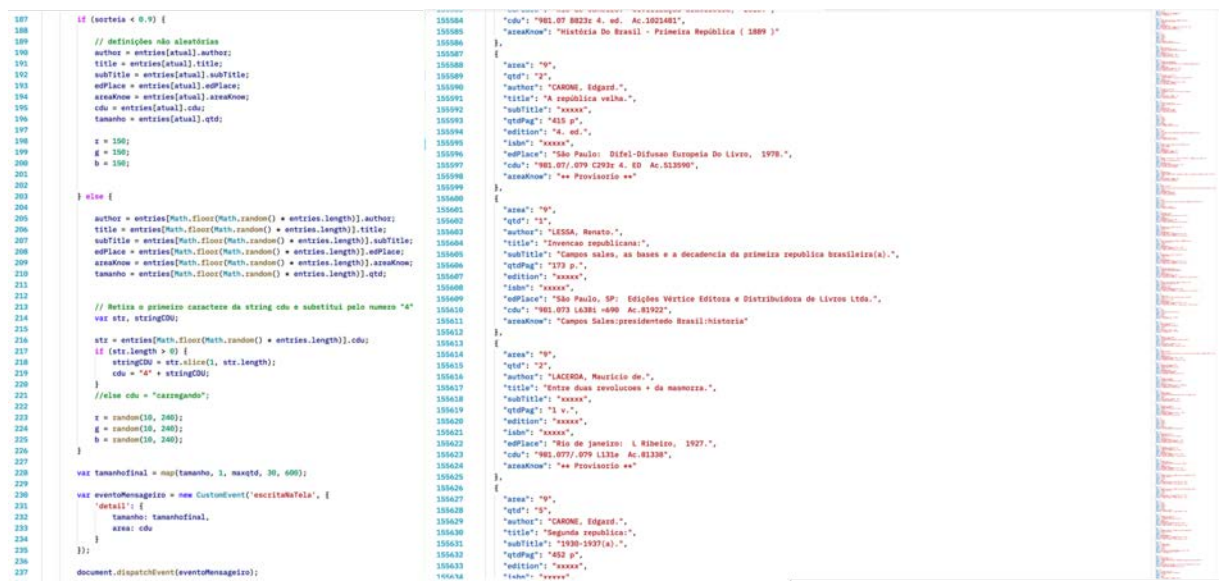 187 if (sorteia < 0.9) {
188
189 // definições não aleatórias
190 author = entries[atual].author;
191 title = entries[atual].title;
192 subTitle = entries[atual].subTitle;
193 edPlace = entries[atual].edPlace;
194 areaKnow = entries[atual].areaKnow;
195 cdu = entries[atual].cdu;
196 tamanho = entries[atual].qtd;
197
198 r = 150;
199 g = 150;
200 b = 150;
201
202
203 } else {
204
205 author = entries[Math.floor(Math.random() * entries.length)].author;
206 title = entries[Math.floor(Math.random() * entries.length)].title;
207 subTitle = entries[Math.floor(Math.random() * entries.length)].subTitle;
208 edPlace = entries[Math.floor(Math.random() * entries.length)].edPlace;
209 areaKnow = entries[Math.floor(Math.random() * entries.length)].areaKnow;
210 tamanho = entries[Math.floor(Math.random() * entries.length)].qtd;
211
212
213 // Retira o primeiro caractere da string cdu e substitui pelo numero "4"
214 var str, stringCDU;
215
216 str = entries[Math.floor(Math.random() * entries.length)].cdu;
217 if (str.length > 0) {
218 stringCDU = str.slice(1, str.length);
219 cdu = "4" + stringCDU;
220 }
221 //else cdu = "carregando";
222
223 r = random(10, 240);
224 g = random(10, 240);
225 b = random(10, 240);
226 }
227
228 var tamanhofinal = map(tamanho, 1, maxqtd, 30, 600);
229
230 var eventoMensageiro = new CustomEvent('escritaNaTela', {
231 'detail': {
232 tamanho: tamanhofinal,
233 area: cdu
234 }
235 });
236
237 document.dispatchEvent(eventoMensageiro);
155584 "cdu": "981.07 B823r 4. ed. Ac.1021481",
155585 "areaKnow": "História Do Brasil - Primeira República ( 1889 )"
155586 },
155587 {
155588 "area": "9",
155589 "qtd": "2",
155590 "author": "CARONE, Edgard.",
155591 "title": "A república velha.",
155592 "subTitle": "xxxxx",
155593 "qtdPag": "415 p",
155594 "edition": "4. ed.",
155595 "isbn": "xxxxx",
155596 "edPlace": "São Paulo: Difel-Difusao Europeia Do Livro, 1978.",
155597 "cdu": "981.07/.079 C293r 4. ED Ac.513590",
155598 "areaKnow": "** Provisorio **"
155599 },
155600 {
155601 "area": "9",
155602 "qtd": "1",
155603 "author": "LESSA, Renato.",
155604 "title": "Invencao republicana:",
155605 "subTitle": "Campos sales, as bases e a decadencia da primeira republica brasileira(a).",
155606 "qtdPag": "173 p.",
155607 "edition": "xxxxx",
155608 "isbn": "xxxxx",
155609 "edPlace": "São Paulo, SP: Edições Vértice Editora e Distribuidora de Livros Ltda.",
155610 "cdu": "981.073 L638i =690 Ac.81922",
155611 "areaKnow": "Campos Sales:presidentedo Brasil:historia"
155612 },
155613 {
155614 "area": "9",
155615 "qtd": "2",
155616 "author": "LACERDA, Mauricio de.",
155617 "title": "Entre duas revolucoes + da masmorra.",
155618 "subTitle": "xxxxx",
155619 "qtdPag": "1 v.",
155620 "edition": "xxxxx",
155621 "isbn": "xxxxx",
155622 "edPlace": "Rio de janeiro: L Ribeiro, 1927.",
155623 "cdu": "981.077/.079 L131e Ac.81338",
155624 "areaKnow": "** Provisorio **"
155625 },
155626 {
155627 "area": "9",
155628 "qtd": "5",
155629 "author": "CARONE, Edgard.",
155630 "title": "Segunda republica:",
155631 "subTitle": "1930-1937(a).",
155632 "qtdPag": "452 p",
155633 "edition": "xxxxx",
155634 "isbn": "xxxxx",